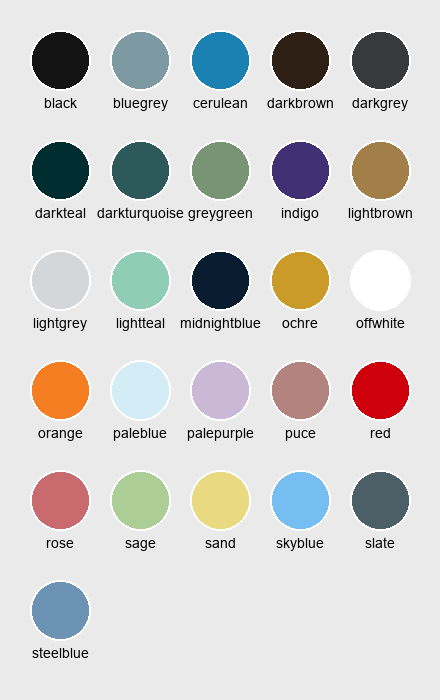 black bluegrey cerulean darkbrown darkgrey
darkteal darkturquoise greygreen indigo lightbrown
lightgrey lightteal midnightblue ochre offwhite
orange paleblue palepurple puce red
rose sage sand skyblue slate
steelblue